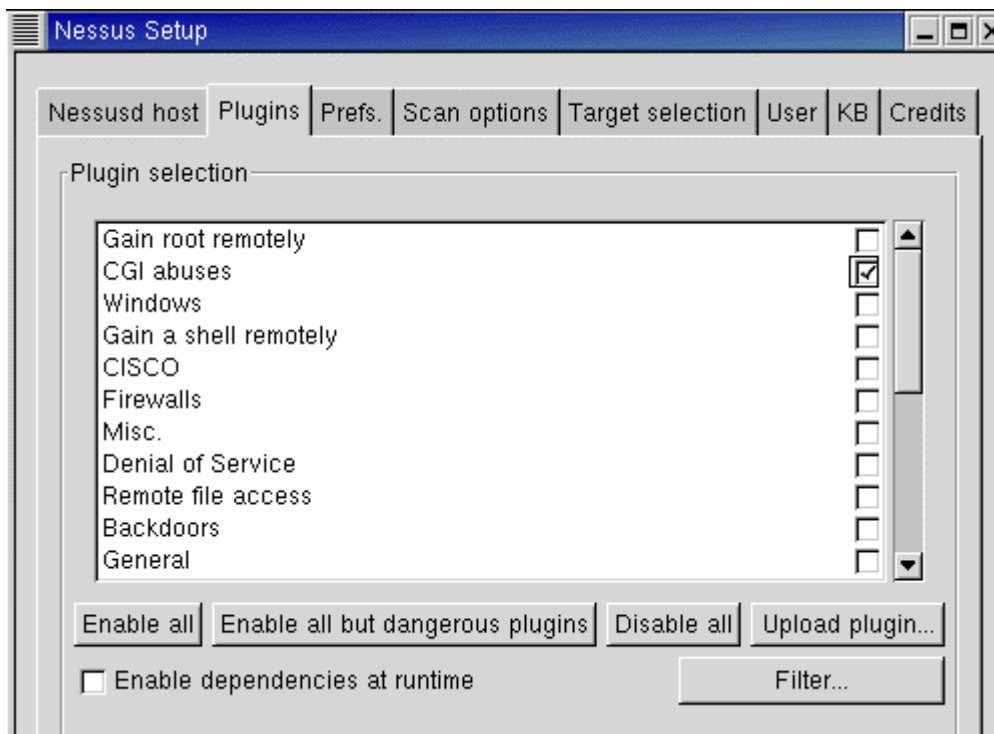 Nessus Setup
Nessusd host Plugins Prefs. Scan options Target selection User KB Credits
Plugin selection
Gain root remotely
CGI abuses
Windows
Gain a shell remotely
CISCO
Firewalls
Misc.
Denial of Service
Remote file access
Backdoors
General
Enable all Enable all but dangerous plugins Disable all Upload plugin...
Enable dependencies at runtime Filter...